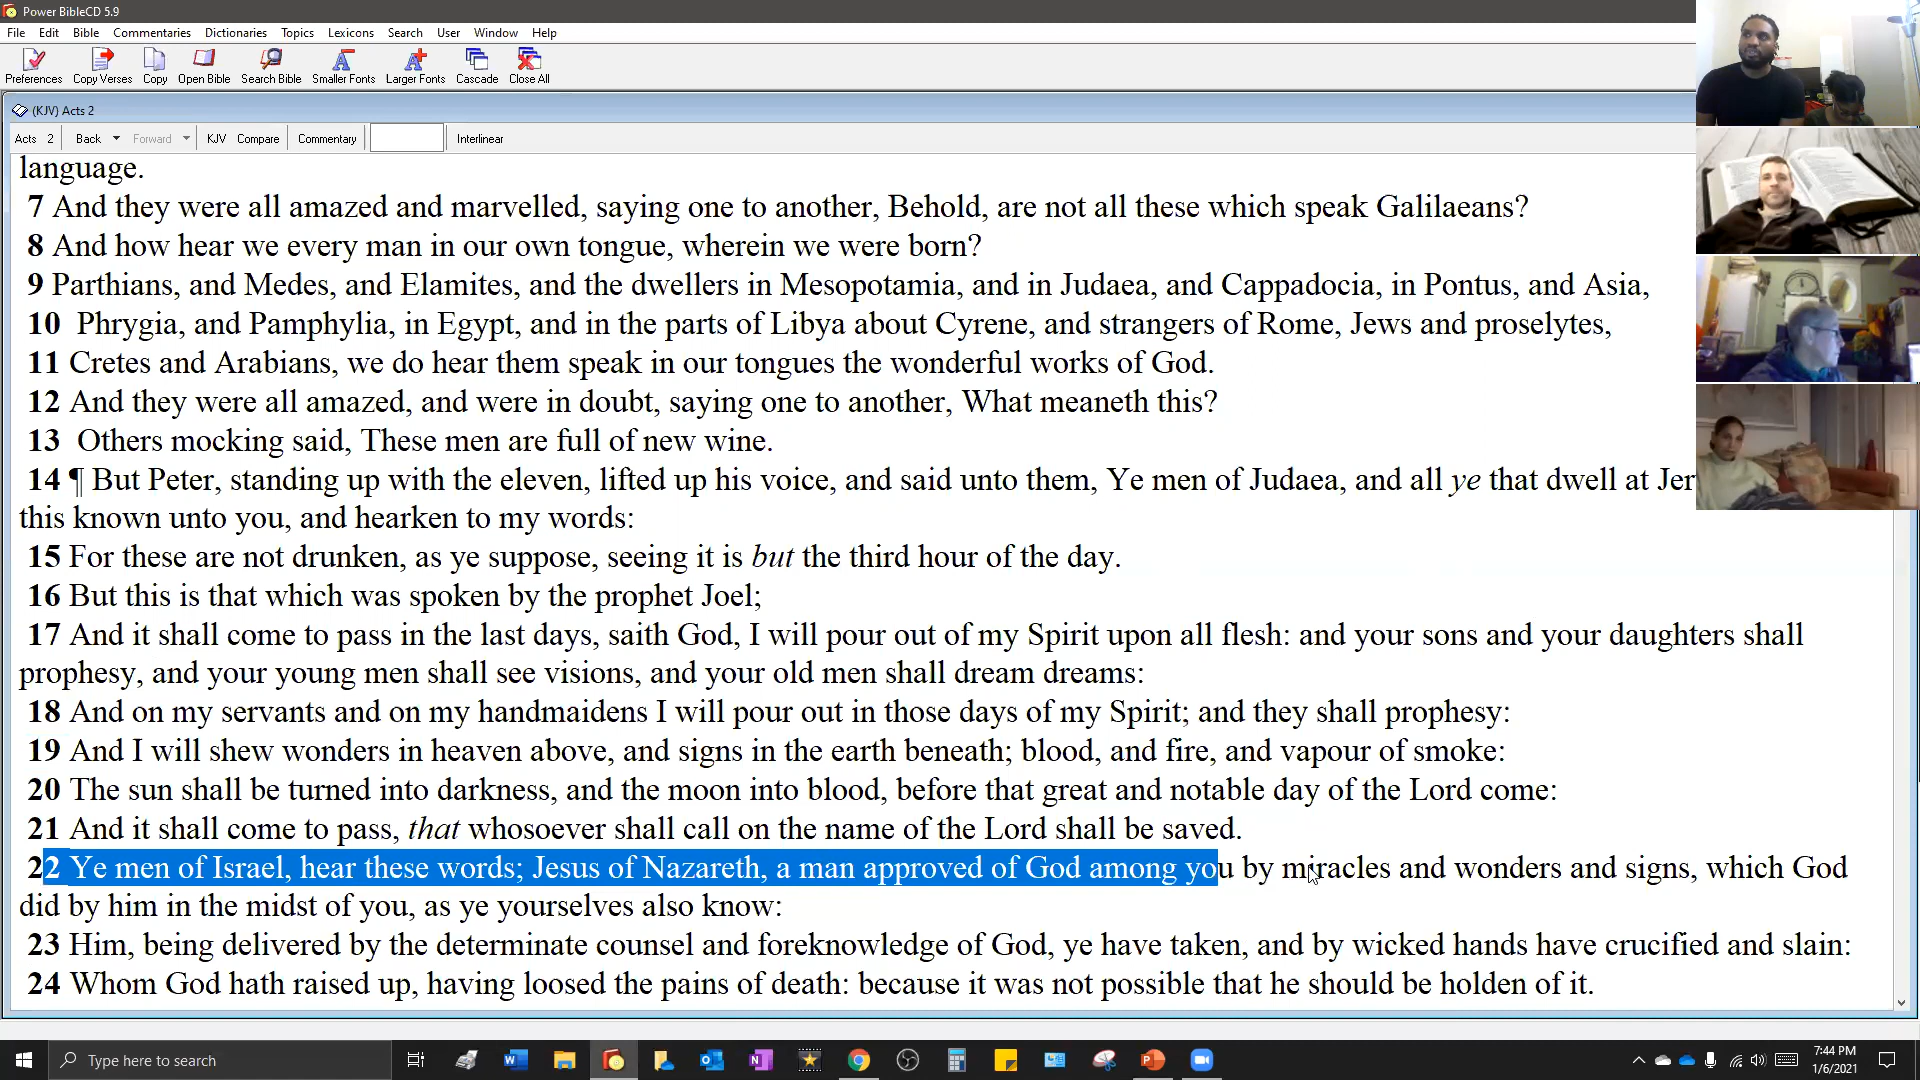 Power BibleCD 5.9
File Edit Bible Commentaries Dictionaries Topics Lexicons Search User Window Help
Preferences Copy Verses Copy Open Bible Search Bible Smaller Fonts Larger Fonts Cascade Close All
(KJV) Acts 2
Acts 2 Back Forward KJV Compare Commentary Interlinear
language.
7 And they were all amazed and marvelled, saying one to another, Behold, are not all these which speak Galilaeans?
8 And how hear we every man in our own tongue, wherein we were born?
9 Parthians, and Medes, and Elamites, and the dwellers in Mesopotamia, and in Judaea, and Cappadocia, in Pontus, and Asia,
10 Phrygia, and Pamphylia, in Egypt, and in the parts of Libya about Cyrene, and strangers of Rome, Jews and proselytes,
11 Cretes and Arabians, we do hear them speak in our tongues the wonderful works of God.
12 And they were all amazed, and were in doubt, saying one to another, What meaneth this?
13 Others mocking said, These men are full of new wine.
14 ¶ But Peter, standing up with the eleven, lifted up his voice, and said unto them, Ye men of Judaea, and all ye that dwell at Jer
this known unto you, and hearken to my words:
15 For these are not drunken, as ye suppose, seeing it is but the third hour of the day.
16 But this is that which was spoken by the prophet Joel;
17 And it shall come to pass in the last days, saith God, I will pour out of my Spirit upon all flesh: and your sons and your daughters shall
prophesy, and your young men shall see visions, and your old men shall dream dreams:
18 And on my servants and on my handmaidens I will pour out in those days of my Spirit; and they shall prophesy:
19 And I will shew wonders in heaven above, and signs in the earth beneath; blood, and fire, and vapour of smoke:
20 The sun shall be turned into darkness, and the moon into blood, before that great and notable day of the Lord come:
21 And it shall come to pass, that whosoever shall call on the name of the Lord shall be saved.
22 Ye men of Israel, hear these words; Jesus of Nazareth, a man approved of God among you by miracles and wonders and signs, which God
did by him in the midst of you, as ye yourselves also know:
23 Him, being delivered by the determinate counsel and foreknowledge of God, ye have taken, and by wicked hands have crucified and slain:
24 Whom God hath raised up, having loosed the pains of death: because it was not possible that he should be holden of it.
Type here to search
7:44 PM
1/6/2021